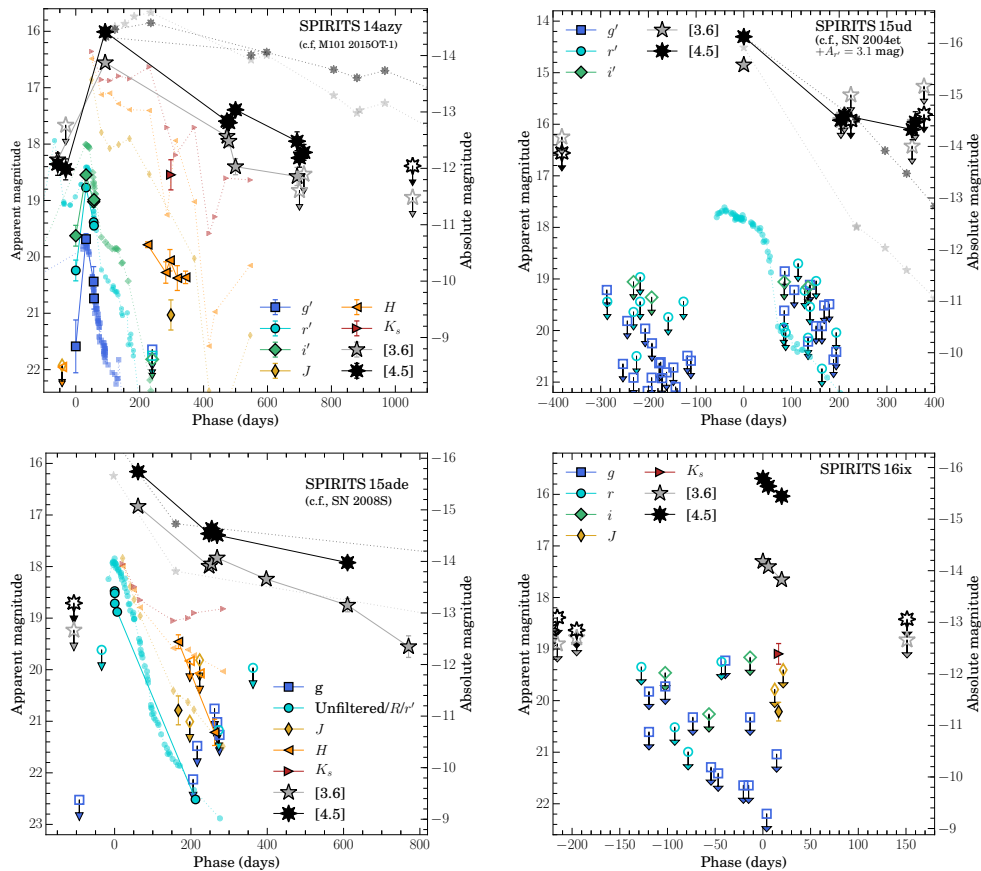 SPIRITS 14azy
(c.f, M101 2015OT-1)
g′
r′
i′
J
H
Ks
[3.6]
[4.5]
16
17
18
19
20
21
22
−14
−13
−12
−11
−10
−9
0
200
400
600
800
1000
Apparent magnitude
Absolute magnitude
Phase (days)
SPIRITS 15ud
(c.f., SN 2004et
+Ar′ = 3.1 mag)
g′
r′
i′
[3.6]
[4.5]
14
15
16
17
18
19
20
21
−16
−15
−14
−13
−12
−11
−10
−400
−300
−200
−100
0
100
200
300
400
Apparent magnitude
Absolute magnitude
Phase (days)
SPIRITS 15ade
(c.f., SN 2008S)
g
Unfiltered/R/r′
J
H
Ks
[3.6]
[4.5]
16
17
18
19
20
21
22
23
−16
−15
−14
−13
−12
−11
−10
−9
0
200
400
600
800
Apparent magnitude
Absolute magnitude
Phase (days)
SPIRITS 16ix
g
r
i
Ks
[3.6]
[4.5]
J
16
17
18
19
20
21
22
−16
−15
−14
−13
−12
−11
−10
−9
−200
−150
−100
−50
0
50
100
150
Apparent magnitude
Absolute magnitude
Phase (days)